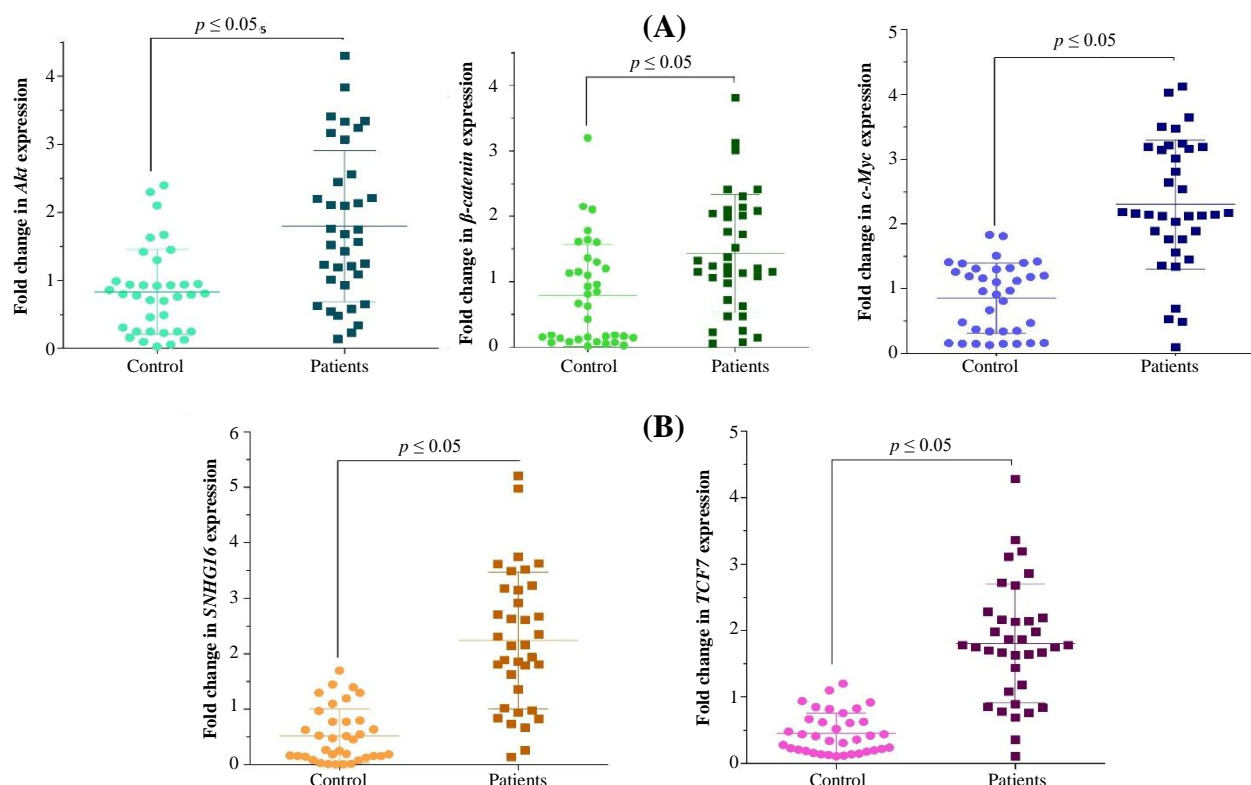 (A)
p ≤ 0.05 s
Fold change in Akt expression
4
3
2
1
0
Control Patients
p ≤ 0.05
Fold change in β-catenin expression
4
3
2
1
0
Control Patients
p ≤ 0.05
Fold change in c-Myc expression
5
4
3
2
1
0
Control Patients
(B)
p ≤ 0.05
Fold change in SNHG16 expression
6
5
4
3
2
1
0
Control Patients
p ≤ 0.05
Fold change in TCF7 expression
5
4
3
2
1
0
Control Patients